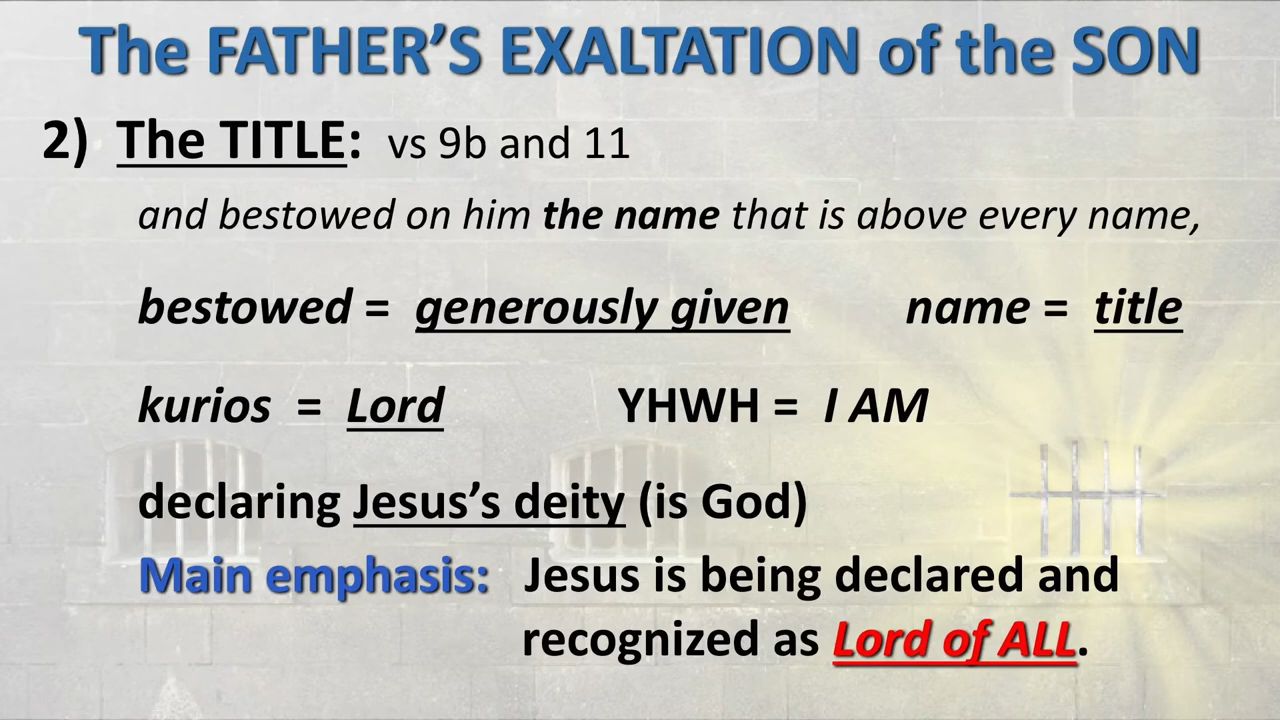 The FATHER’S EXALTATION of the SON
2) The TITLE: vs 9b and 11
and bestowed on him the name that is above every name,
bestowed = generously given name = title
kurios = Lord YHWH = I AM
declaring Jesus’s deity (is God)
Main emphasis: Jesus is being declared and
recognized as Lord of ALL.